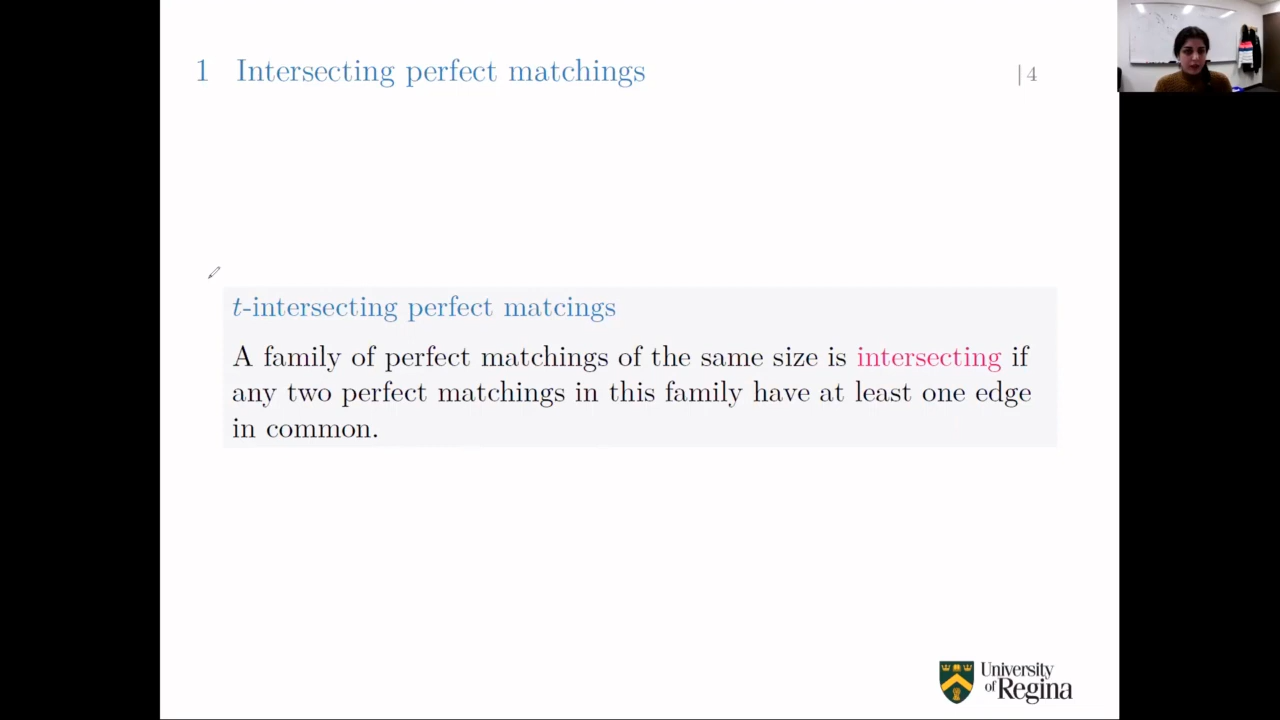 1 Intersecting perfect matchings
| 4
t-intersecting perfect matcings
A family of perfect matchings of the same size is intersecting if
any two perfect matchings in this family have at least one edge
in common.
University
of Regina